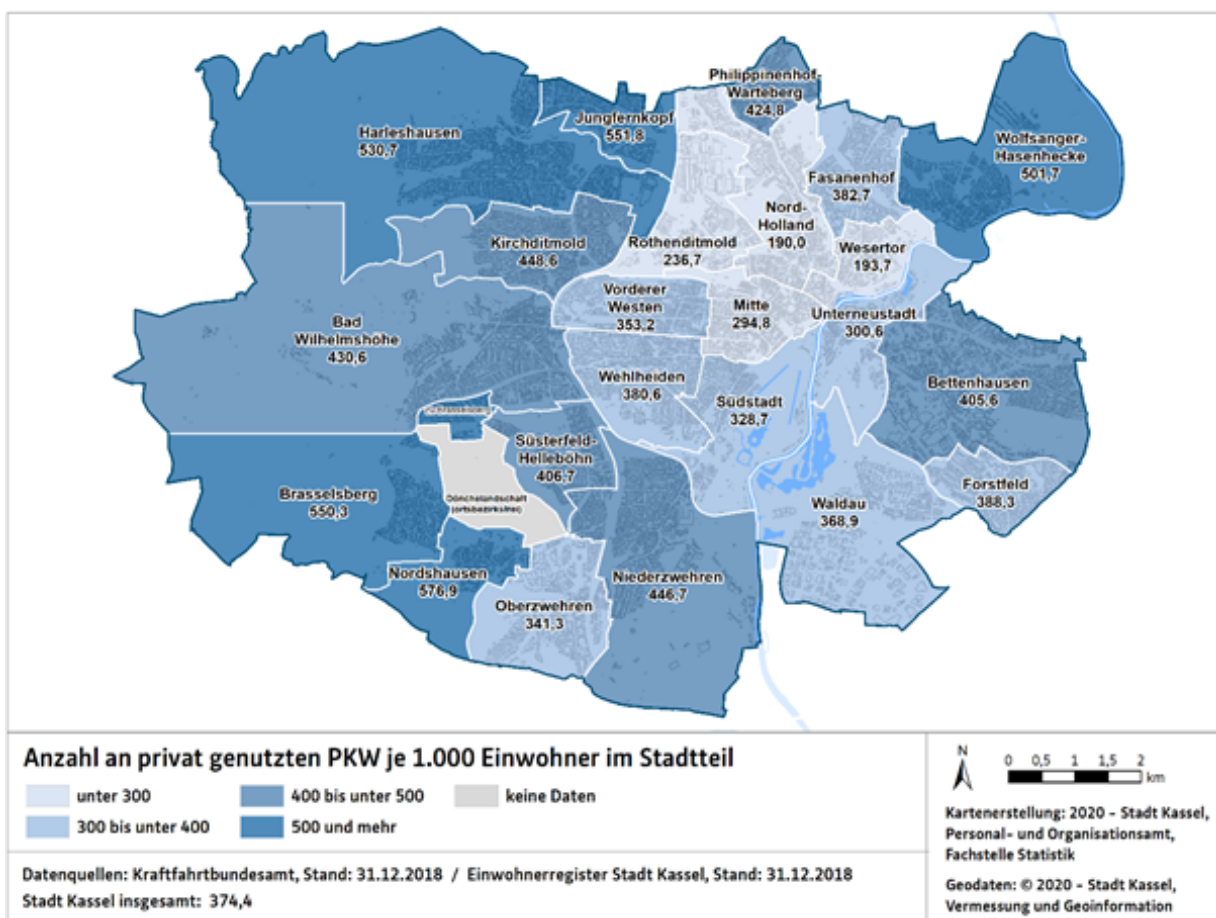 Philippinenhof-
Warteberg
424,8
Jungfernkopf
551,8
Harleshausen
530,7
Wolfsanger-
Hasenhecke
501,7
Fasanenhof
382,7
Nord-
Holland
190,0
Kirchditmold
448,6
Rothenditmold
236,7
Wesertor
193,7
Vorderer
Westen
353,2
Mitte
294,8
Unterneustadt
300,6
Bad
Wilhelmshöhe
430,6
Wehlheiden
380,6
Bettenhausen
405,6
Südstadt
328,7
Süsterfeld-
Helleböhn
406,7
Brasselsberg
550,3
Dönchelandschaft
(ortsbezirksfrei)
Forstfeld
388,3
Waldau
368,9
Nordshausen
576,9
Niederzwehren
446,7
Oberzwehren
341,3
Anzahl an privat genutzten PKW je 1.000 Einwohner im Stadtteil
unter 300
400 bis unter 500
keine Daten
300 bis unter 400
500 und mehr
Datenquellen: Kraftfahrtbundesamt, Stand: 31.12.2018 / Einwohnerregister Stadt Kassel, Stand: 31.12.2018
Stadt Kassel insgesamt: 374,4
N
0 0,5 1 1,5 2
km
Kartenerstellung: 2020 - Stadt Kassel,
Personal- und Organisationsamt,
Fachstelle Statistik
Geodaten: © 2020 - Stadt Kassel,
Vermessung und Geoinformation